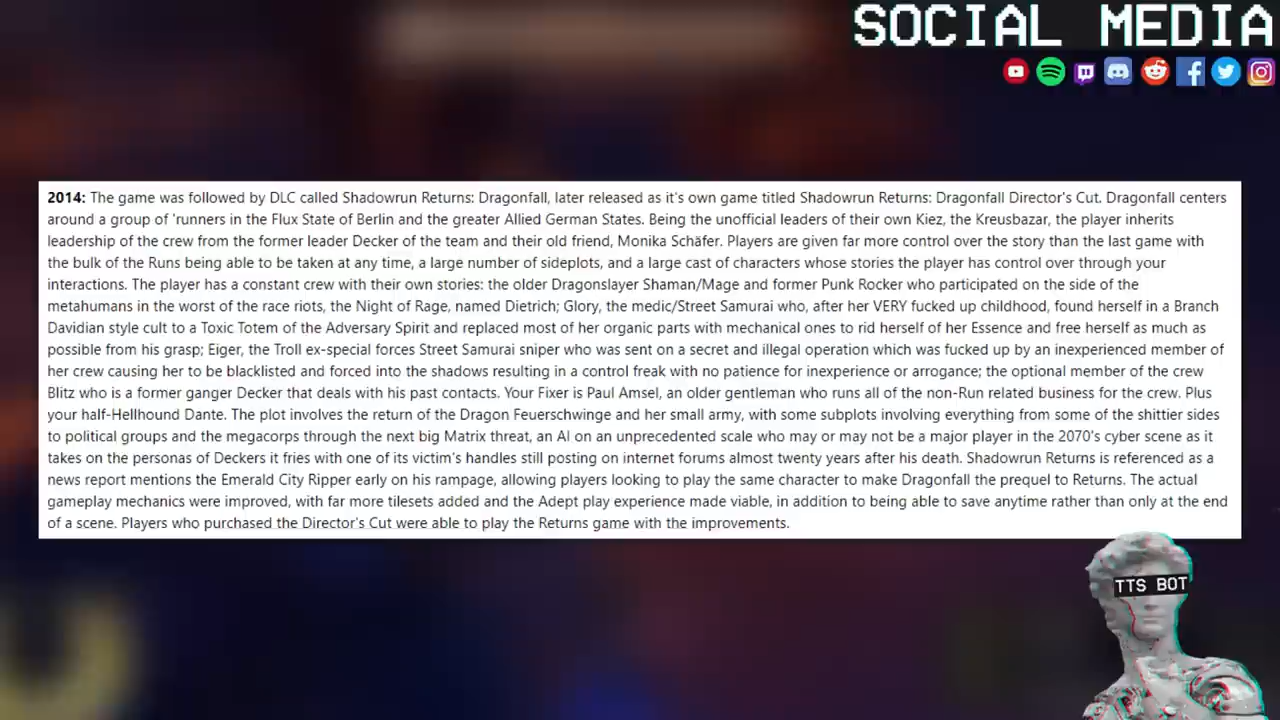 SOCIAL MEDIA
2014: The game was followed by DLC called Shadowrun Returns: Dragonfall, later released as it's own game titled Shadowrun Returns: Dragonfall Director's Cut. Dragonfall centers
around a group of 'runners in the Flux State of Berlin and the greater Allied German States. Being the unofficial leaders of their own Kiez, the Kreusbazar, the player inherits
leadership of the crew from the former leader Decker of the team and their old friend, Monika Schäfer. Players are given far more control over the story than the last game with
the bulk of the Runs being able to be taken at any time, a large number of sideplots, and a large cast of characters whose stories the player has control over through your
interactions. The player has a constant crew with their own stories: the older Dragonslayer Shaman/Mage and former Punk Rocker who participated on the side of the
metahumans in the worst of the race riots, the Night of Rage, named Dietrich; Glory, the medic/Street Samurai who, after her VERY fucked up childhood, found herself in a Branch
Davidian style cult to a Toxic Totem of the Adversary Spirit and replaced most of her organic parts with mechanical ones to rid herself of her Essence and free herself as much as
possible from his grasp; Eiger, the Troll ex-special forces Street Samurai sniper who was sent on a secret and illegal operation which was fucked up by an inexperienced member of
her crew causing her to be blacklisted and forced into the shadows resulting in a control freak with no patience for inexperience or arrogance; the optional member of the crew
Blitz who is a former ganger Decker that deals with his past contacts. Your Fixer is Paul Amsel, an older gentleman who runs all of the non-Run related business for the crew. Plus
your half-Hellhound Dante. The plot involves the return of the Dragon Feuerschwinge and her small army, with some subplots involving everything from some of the shittier sides
to political groups and the megacorps through the next big Matrix threat, an AI on an unprecedented scale who may or may not be a major player in the 2070's cyber scene as it
takes on the personas of Deckers it fries with one of its victim's handles still posting on internet forums almost twenty years after his death. Shadowrun Returns is referenced as a
news report mentions the Emerald City Ripper early on his rampage, allowing players looking to play the same character to make Dragonfall the prequel to Returns. The actual
gameplay mechanics were improved, with far more tilesets added and the Adept play experience made viable, in addition to being able to save anytime rather than only at the end
of a scene. Players who purchased the Director's Cut were able to play the Returns game with the improvements.
TTS BOT